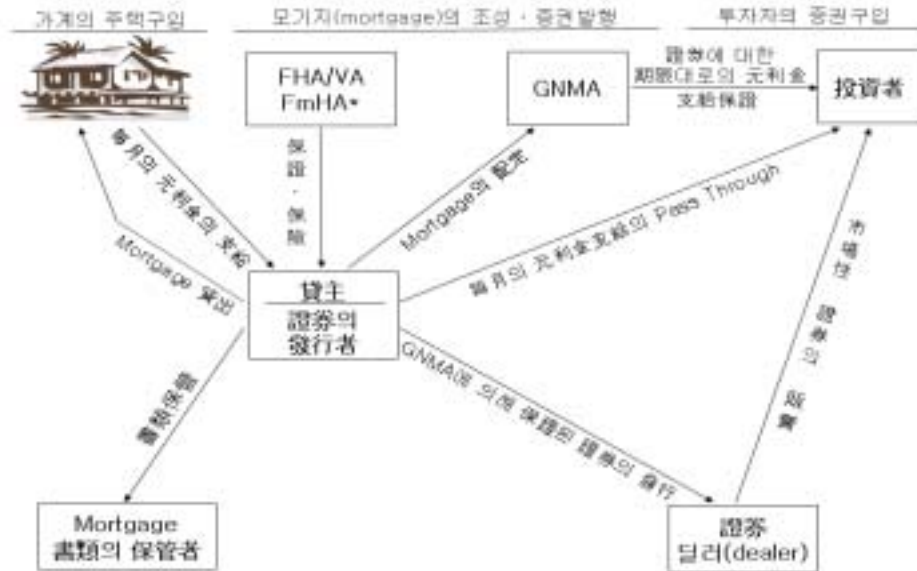 가계의 주택구입
모기지(mortgage)의 조성 · 증권발행
투자자의 증권구입
FHA/VA
FmHA*
GNMA
證券에 대한
期限대로의 元利金
支給保證
投資者
保證 · 保險
每月의 元利金의 支給
Mortgage 貸出
Mortgage의 配定
每月의 元利金支給의 Pass Through
市場性 證券의 販賣
貸主
證券의
發行者
書類保管
GNMA에 의해 保證된 證券의 發行
Mortgage
書類의 保管者
證券
딜러(dealer)